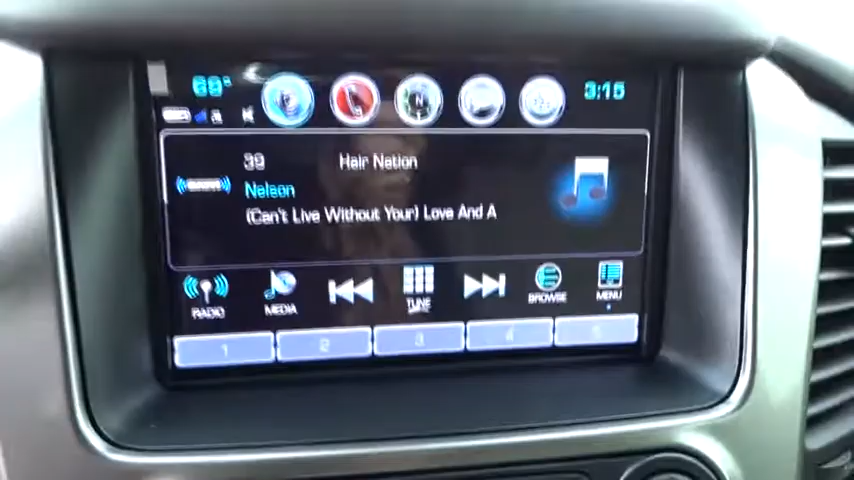 69°
3:15
39 Hair Nation
Nelson
(Can't Live Without Your) Love And A
RADIO MEDIA TUNE BROWSE MENU
1 2 3 4 5